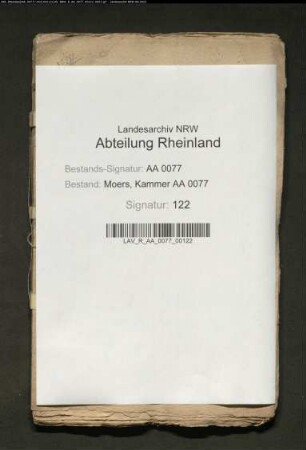 Landesarchiv NRW
Abteilung Rheinland
Bestands-Signatur: AA 0077
Bestand: Moers, Kammer AA 0077
Signatur: 122
LAV_R_AA_0077_00122